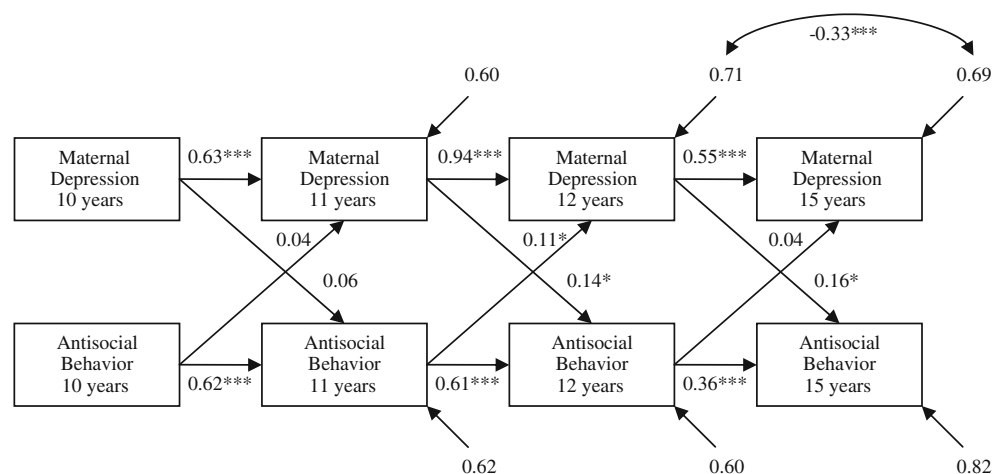 -0.33***
0.60
0.71
0.69
Maternal
Depression
10 years
0.63***
Maternal
Depression
11 years
0.94***
Maternal
Depression
12 years
0.55***
Maternal
Depression
15 years
0.04
0.06
0.11*
0.14*
0.04
0.16*
Antisocial
Behavior
10 years
0.62***
Antisocial
Behavior
11 years
0.61***
Antisocial
Behavior
12 years
0.36***
Antisocial
Behavior
15 years
0.62
0.60
0.82